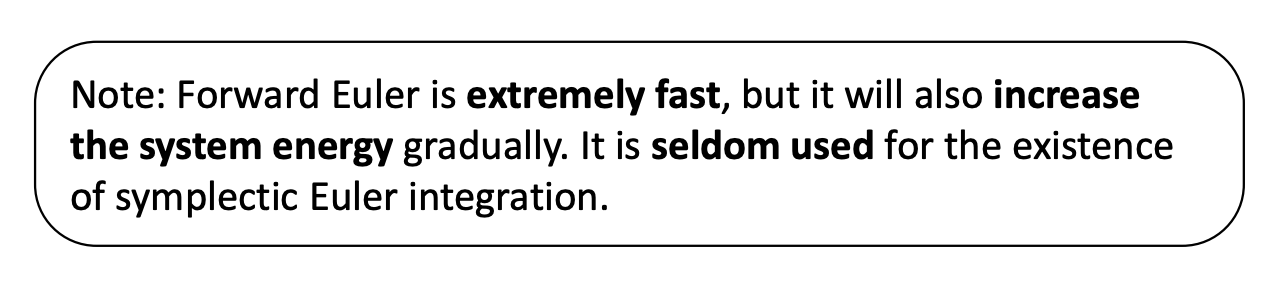 Note: Forward Euler is extremely fast, but it will also increase
the system energy gradually. It is seldom used for the existence
of symplectic Euler integration.